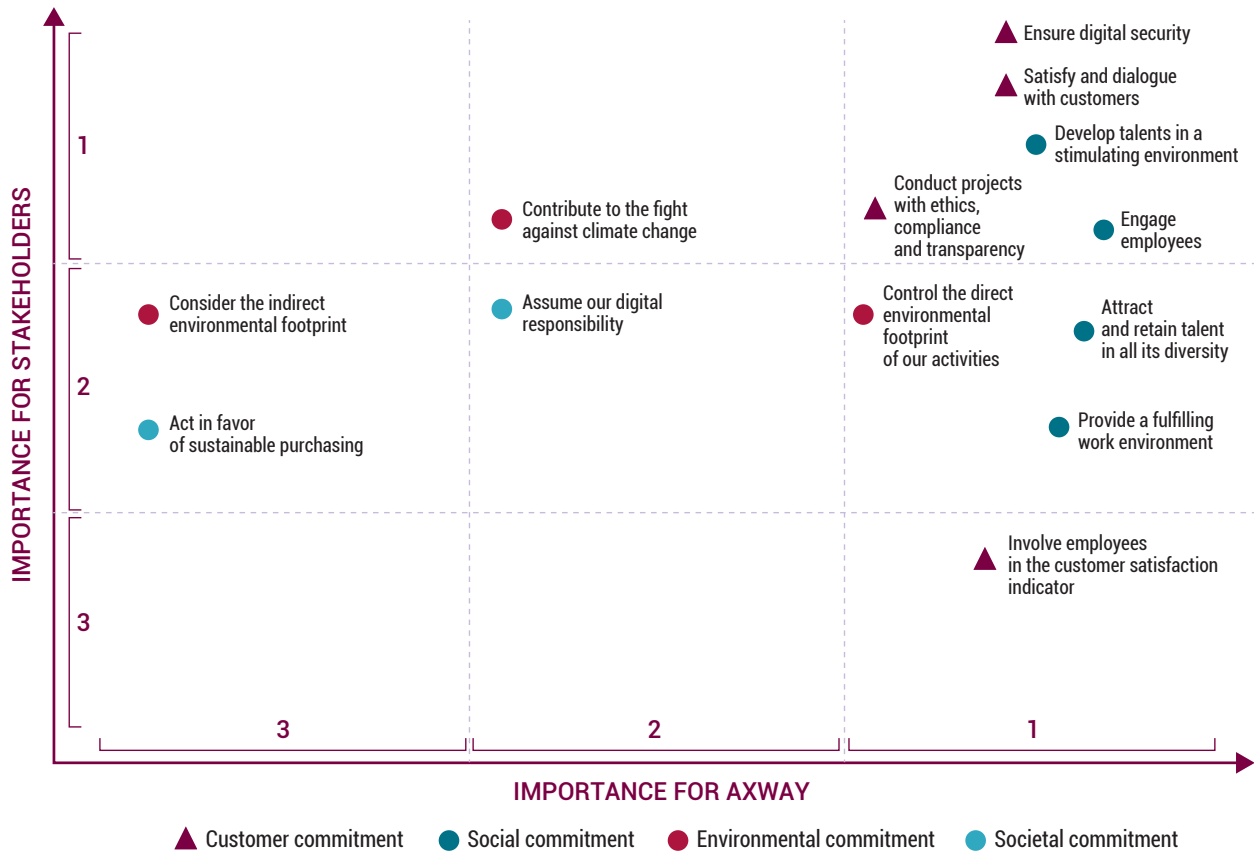 Ensure digital security
Satisfy and dialogue
with customers
Develop talents in a
stimulating environment
1
Conduct projects
with ethics,
compliance
and transparency
Contribute to the fight
against climate change
Engage
employees
IMPORTANCE FOR STAKEHOLDERS
Consider the indirect
environmental footprint
Assume our digital
responsibility
Control the direct
environmental
footprint
of our activities
Attract
and retain talent
in all its diversity
2
Act in favor
of sustainable purchasing
Provide a fulfilling
work environment
Involve employees
in the customer satisfaction
indicator
3
3
2
1
IMPORTANCE FOR AXWAY
Customer commitment
Social commitment
Environmental commitment
Societal commitment